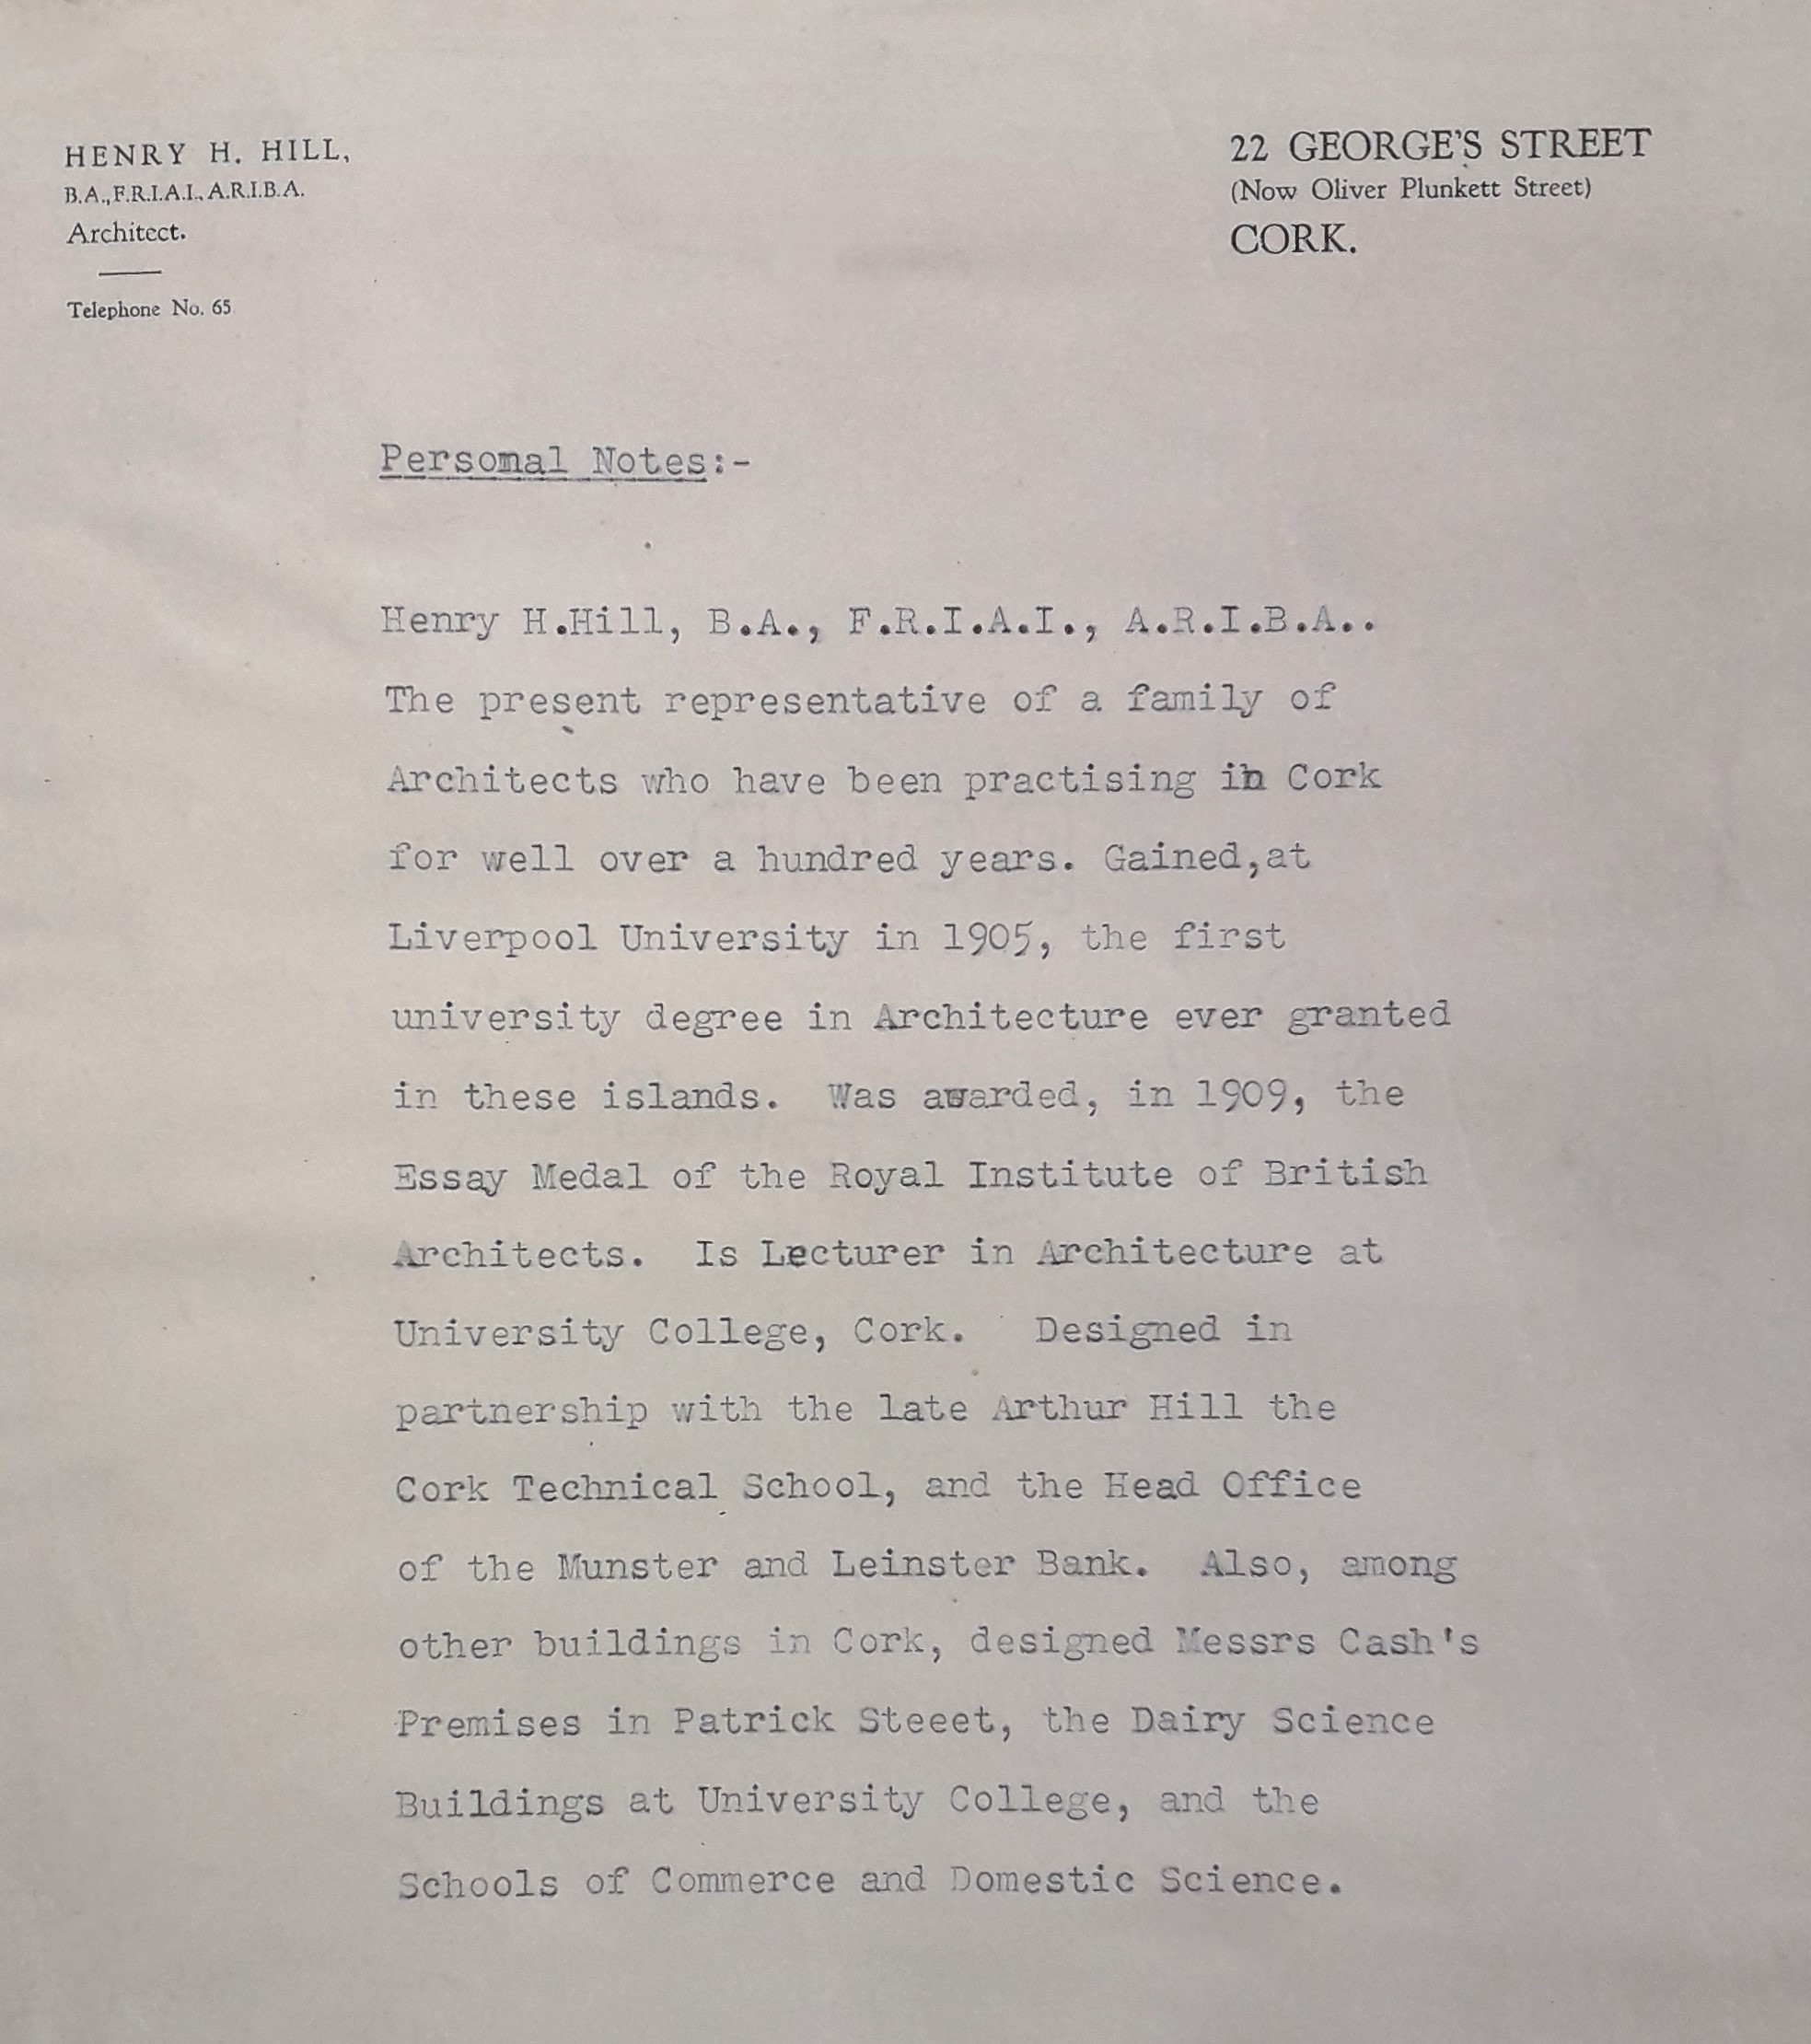 HENRY H. HILL,
B.A., F.R.I.A.I., A.R.I.B.A.
Architect.
Telephone No. 65
22 GEORGE'S STREET
(Now Oliver Plunkett Street)
CORK.
Personal Notes:-
Henry H.Hill, B.A., F.R.I.A.I., A.R.I.B.A..
The present representative of a family of
Architects who have been practising in Cork
for well over a hundred years. Gained,at
Liverpool University in 1905, the first
university degree in Architecture ever granted
in these islands. Was awarded, in 1909, the
Essay Medal of the Royal Institute of British
Architects. Is Lecturer in Architecture at
University College, Cork. Designed in
partnership with the late Arthur Hill the
Cork Technical School, and the Head Office
of the Munster and Leinster Bank. Also, among
other buildings in Cork, designed Messrs Cash's
Premises in Patrick Steeet, the Dairy Science
Buildings at University College, and the
Schools of Commerce and Domestic Science.